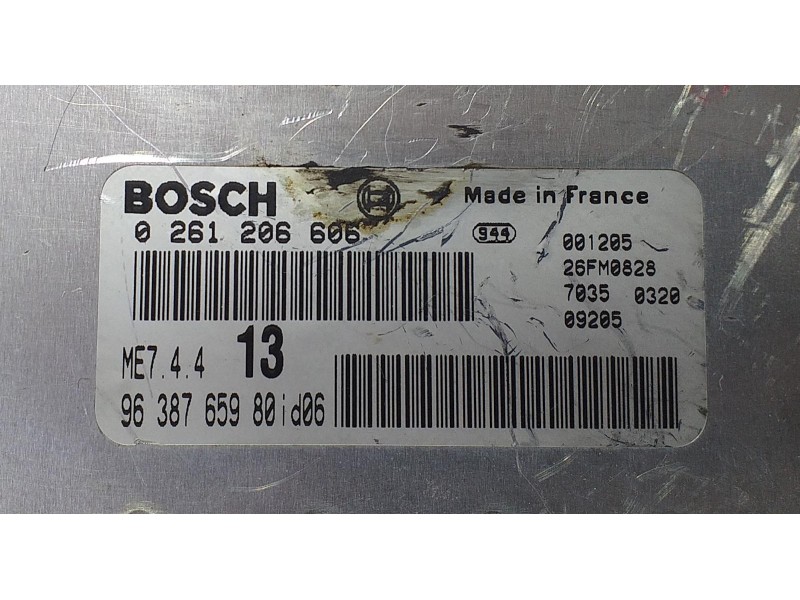 BOSCH Made in France
0 261 206 606 944 001205
26FM0828
7035 0320
09205
ME7.4.4 13
96 387 659 80id06